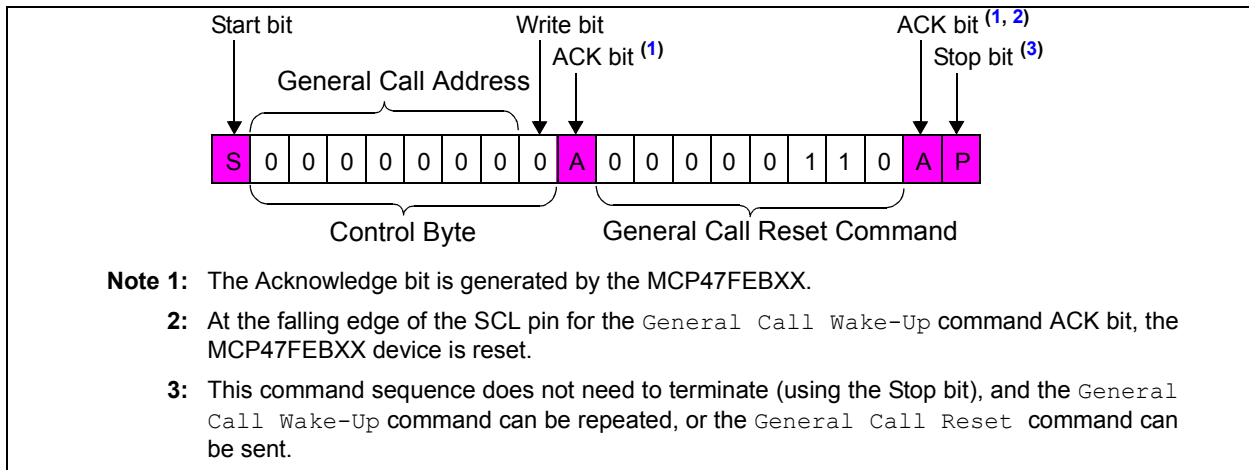 Start bit Write bit ACK bit (1, 2)
ACK bit (1) Stop bit (3)
General Call Address
S 0 0 0 0 0 0 0 0 A 0 0 0 0 0 1 1 0 A P
Control Byte General Call Reset Command
Note 1: The Acknowledge bit is generated by the MCP47FEBXX.
2: At the falling edge of the SCL pin for the General Call Wake-Up command ACK bit, the
MCP47FEBXX device is reset.
3: This command sequence does not need to terminate (using the Stop bit), and the General
Call Wake-Up command can be repeated, or the General Call Reset command can
be sent.